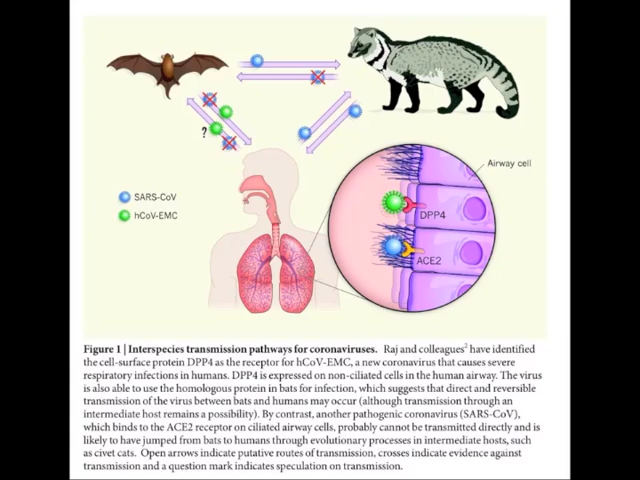 ?
Airway cell
SARS-CoV
hCoV-EMC
DPP4
ACE2
Figure 1 | Interspecies transmission pathways for coronaviruses. Raj and colleagues² have identified
the cell-surface protein DPP4 as the receptor for hCoV-EMC, a new coronavirus that causes severe
respiratory infections in humans. DPP4 is expressed on non-ciliated cells in the human airway. The virus
is also able to use the homologous protein in bats for infection, which suggests that direct and reversible
transmission of the virus between bats and humans may occur (although transmission through an
intermediate host remains a possibility). By contrast, another pathogenic coronavirus (SARS-CoV),
which binds to the ACE2 receptor on ciliated airway cells, probably cannot be transmitted directly and is
likely to have jumped from bats to humans through evolutionary processes in intermediate hosts, such
as civet cats. Open arrows indicate putative routes of transmission, crosses indicate evidence against
transmission and a question mark indicates speculation on transmission.